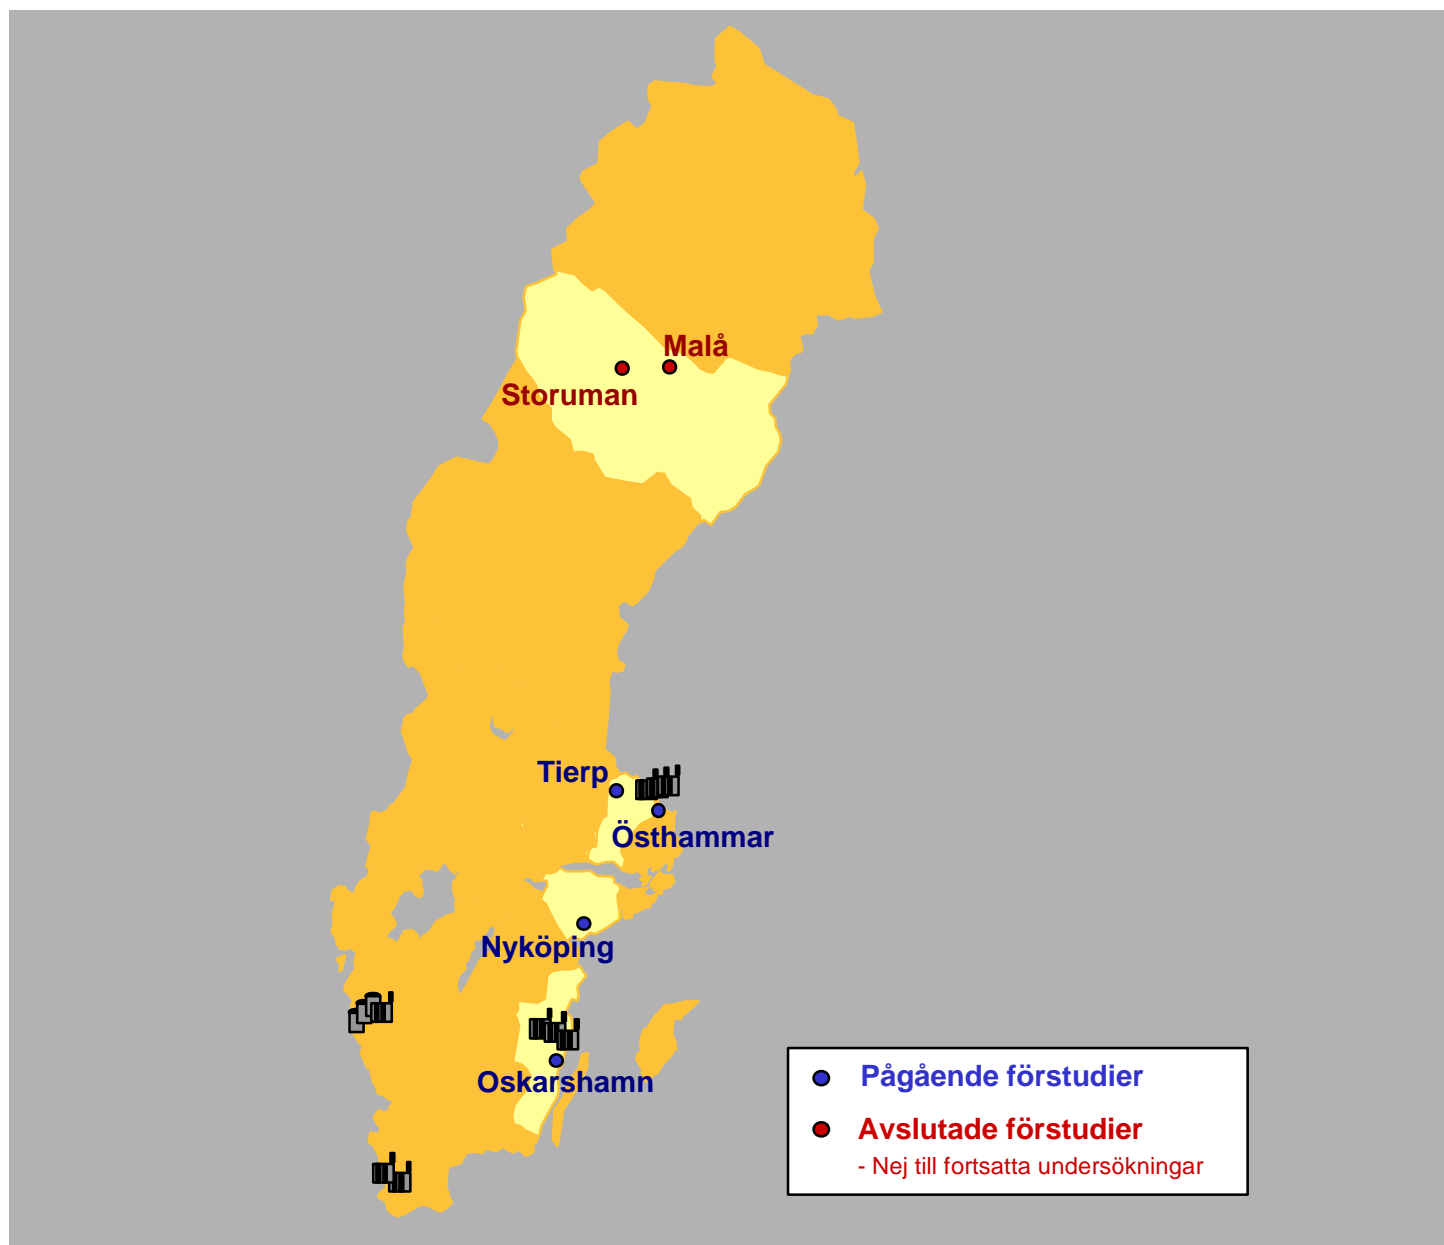 Malå
Storuman
Tierp
Östhammar
Nyköping
Oskarshamn
Pågående förstudier
Avslutade förstudier
- Nej till fortsatta undersökningar